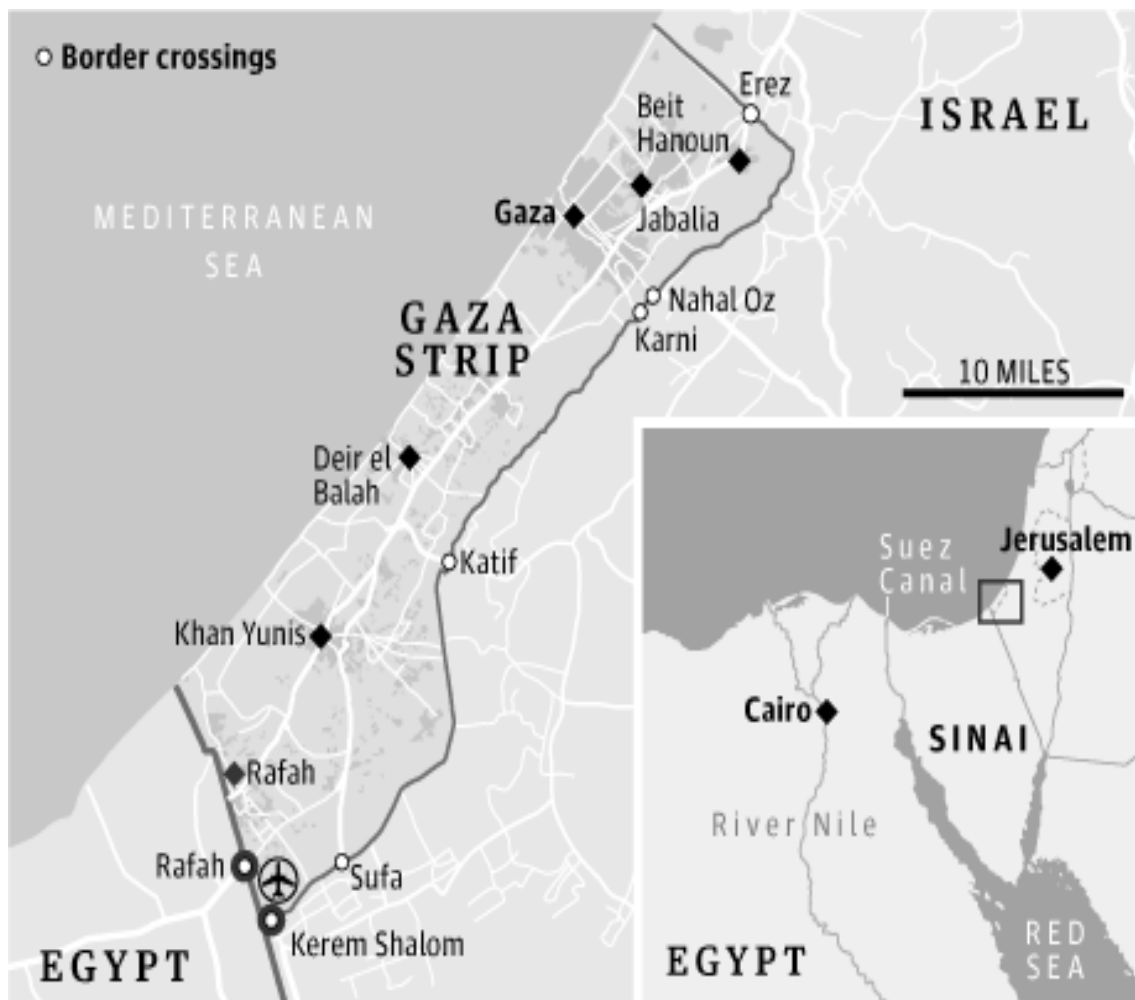 Border crossings
Erez
ISRAEL
Beit
Hanoun
MEDITERRANEAN
SEA
Gaza
Jabalia
Nahal Oz
Karni
GAZA
STRIP
10 MILES
Deir el
Balah
Katif
Khan Yunis
Rafah
Rafah
Sufa
Kerem Shalom
EGYPT
Suez
Canal
Jerusalem
Cairo
SINAI
River Nile
EGYPT
RED
SEA